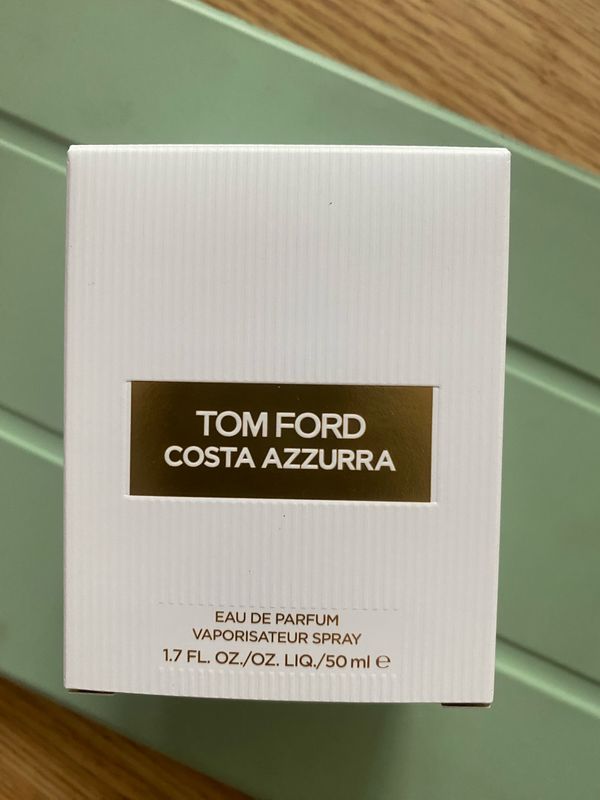 TOM FORD
COSTA AZZURRA
EAU DE PARFUM
VAPORISATEUR SPRAY
1.7 FL. OZ./OZ. LIQ./50 ml ℮